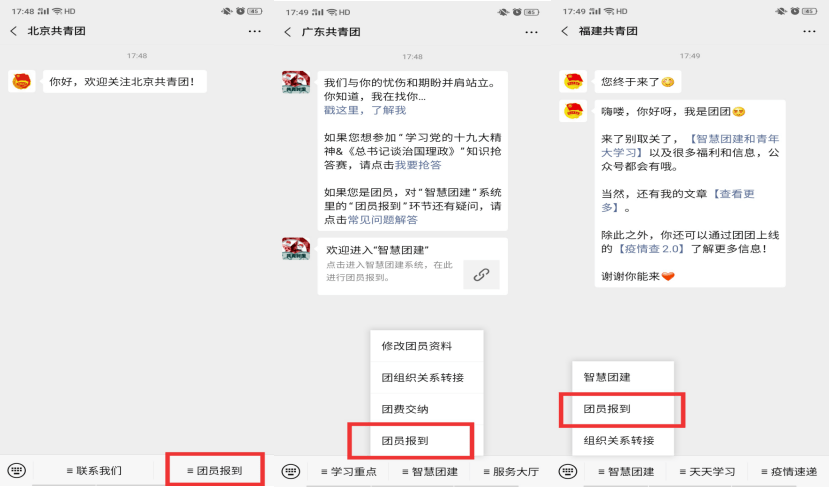 17:48 HD
85
北京共青团
17:48
你好，欢迎关注北京共青团！
联系我们
团员报到
17:49 HD
85
广东共青团
17:48
我们与你的忧伤和期盼并肩站立。
你知道，我在找你...
戳这里，了解我
如果您想参加“学习党的十九大精
神&《总书记谈治国理政》”知识抢
答赛，请点击我要抢答
如果您是团员，对“智慧团建”系统
里的“团员报到”环节还有疑问，请
点击常见问题解答
欢迎进入“智慧团建”
点击进入智慧团建系统，在此
进行团员报到。
修改团员资料
团组织关系转接
团费交纳
团员报到
学习重点
智慧团建
服务大厅
17:49 HD
85
福建共青团
17:49
您终于来了
嗨喽，你好呀，我是团团
来了别取关了，【智慧团建和青年
大学习】以及很多福利和信息，公
众号都会有哦。
当然，还有我的文章【查看更
多】。
除此之外，你还可以通过团团上线
的【疫情查 2.0】了解更多信息！
谢谢你能来
智慧团建
团员报到
组织关系转接
智慧团建
天天学习
疫情速递